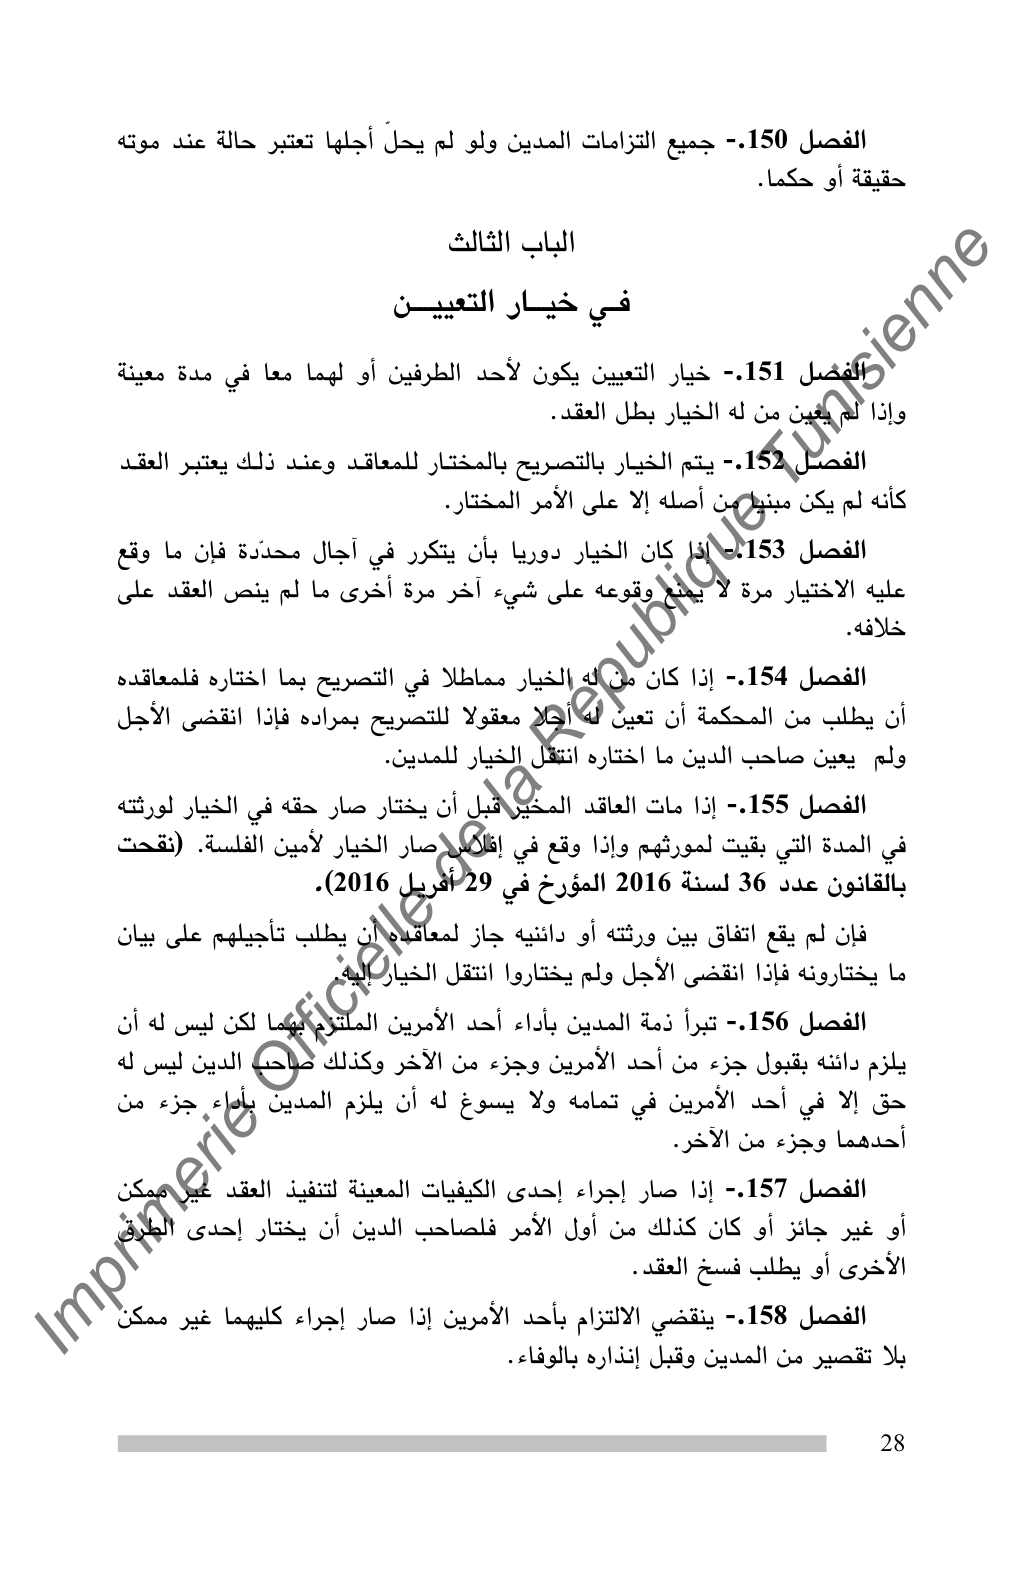 الفصل 150.- جميع التزامات المدين ولو لم يحلّ أجلها تعتبر حالة عند موته
حقيقة أو حكما.
الباب الثالث
فـي خيـــار التعييـــن
الفصل 151.- خيار التعيين يكون لأحد الطرفين أو لهما معا في مدة معينة
وإذا لم يعين من له الخيار بطل العقد.
الفصل 152.- يتم الخيار بالتصريح بالمختار للمعاقد وعند ذلك يعتبر العقد
كأنه لم يكن مبنيا من أصله إلا على الأمر المختار.
الفصل 153.- إذا كان الخيار دوريا بأن يتكرر في آجال محدّدة فإن ما وقع
عليه الاختيار مرة لا يمنع وقوعه على شيء آخر مرة أخرى ما لم ينص العقد على
خلافه.
الفصل 154.- إذا كان من له الخيار مماطلا في التصريح بما اختاره فلمعاقده
أن يطلب من المحكمة أن تعين له أجلا معقولا للتصريح بمراده فإذا انقضى الأجل
ولم يعين صاحب الدين ما اختاره انتقل الخيار للمدين.
الفصل 155.- إذا مات العاقد المخير قبل أن يختار صار حقه في الخيار لورثته
في المدة التي بقيت لمورثهم وإذا وقع في إفلاس صار الخيار لأمين الفلسة. (نقحت
بالقانون عدد 36 لسنة 2016 المؤرخ في 29 أفريل 2016).
فإن لم يقع اتفاق بين ورثته أو دائنيه جاز لمعاقده أن يطلب تأجيلهم على بيان
ما يختارونه فإذا انقضى الأجل ولم يختاروا انتقل الخيار إليه.
الفصل 156.- تبرأ ذمة المدين بأداء أحد الأمرين الملتزم بهما لكن ليس له أن
يلزم دائنه بقبول جزء من أحد الأمرين وجزء من الآخر وكذلك صاحب الدين ليس له
حق إلا في أحد الأمرين في تمامه ولا يسوغ له أن يلزم المدين بأداء جزء من
أحدهما وجزء من الآخر.
الفصل 157.- إذا صار إجراء إحدى الكيفيات المعينة لتنفيذ العقد غير ممكن
أو غير جائز أو كان كذلك من أول الأمر فلصاحب الدين أن يختار إحدى الطرق
الأخرى أو يطلب فسخ العقد.
الفصل 158.- ينقضي الالتزام بأحد الأمرين إذا صار إجراء كليهما غير ممكن
بلا تقصير من المدين وقبل إنذاره بالوفاء.
28
Imprimerie Officielle de la République Tunisienne